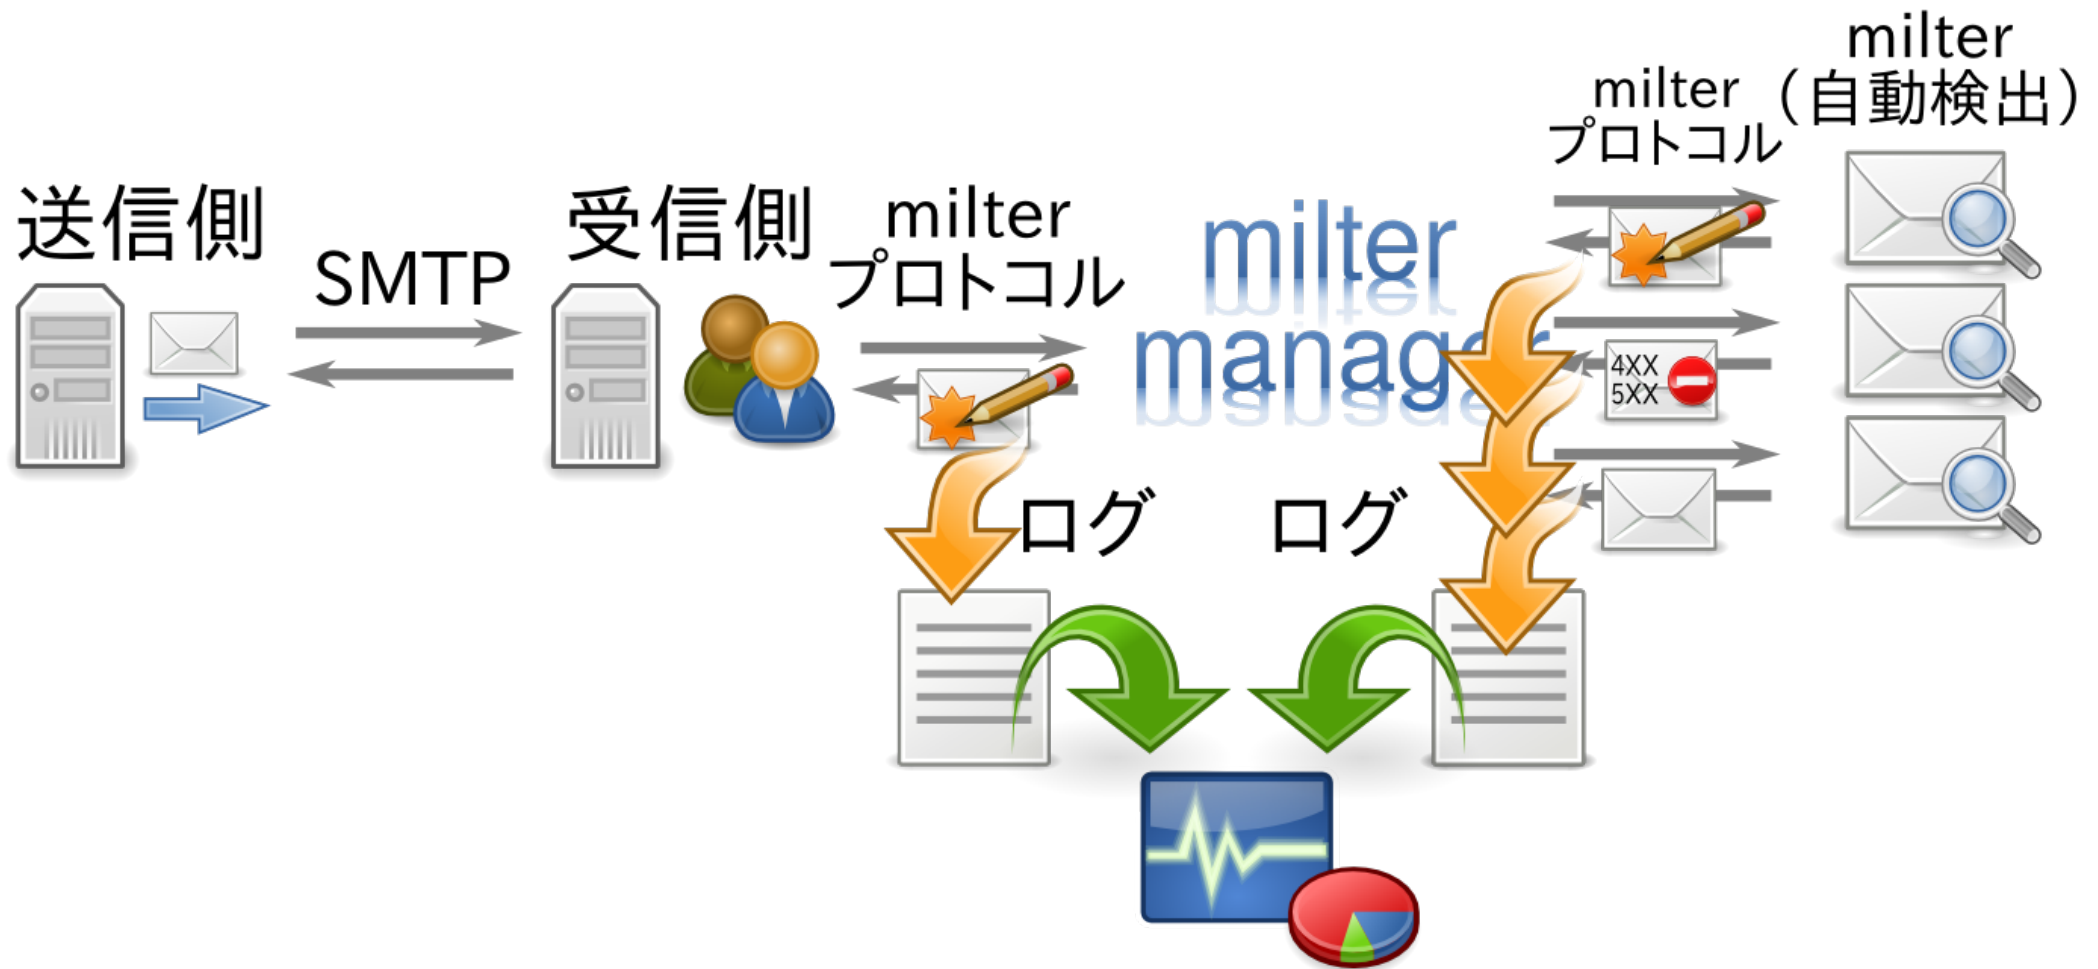 送信側
SMTP
受信側
milter
プロトコル
milter
manager
milter
プロトコル
milter
（自動検出）
4XX
5XX
ログ
ログ